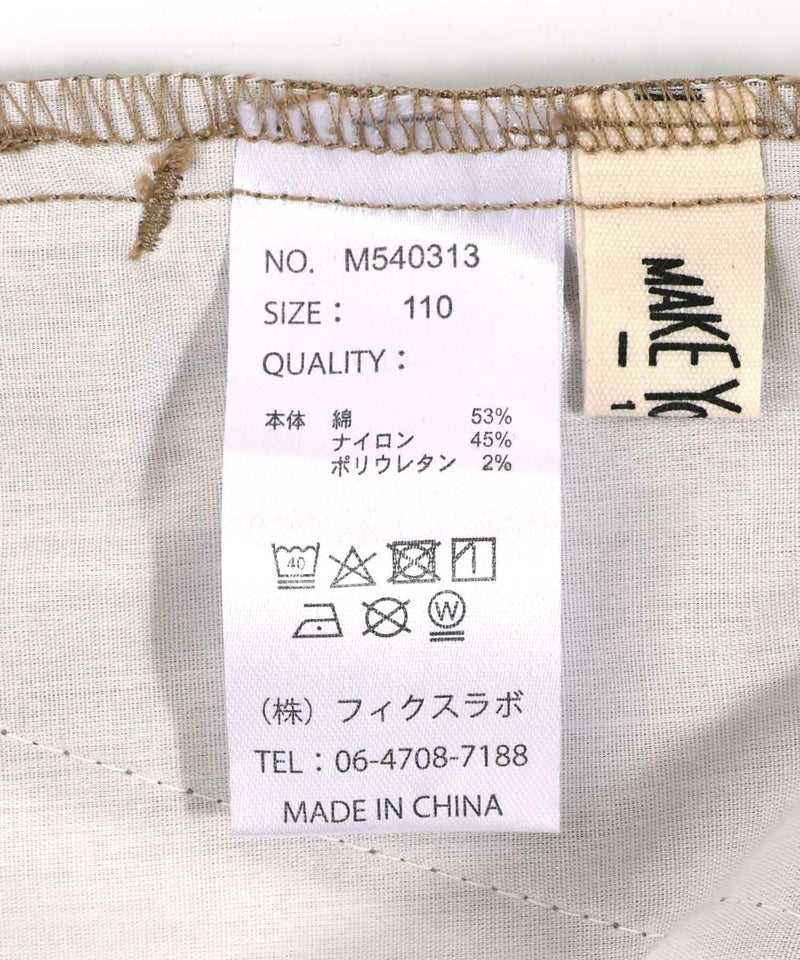 NO. M540313
SIZE： 110
QUALITY：
本体 綿 53%
ナイロン 45%
ポリウレタン 2%
40
W
（株）フィクスラボ
TEL：06-4708-7188
MADE IN CHINA
MAKE